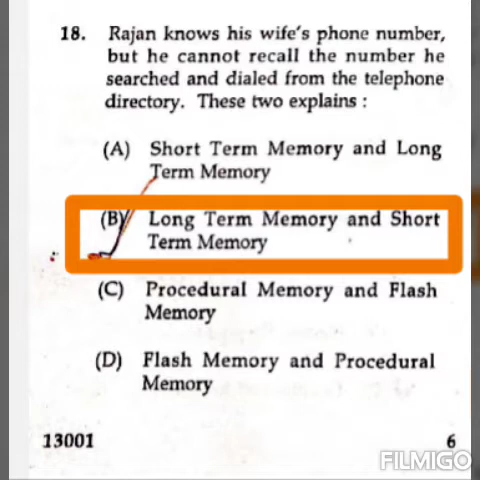 18. Rajan knows his wife's phone number,
but he cannot recall the number he
searched and dialed from the telephone
directory. These two explains :
(A) Short Term Memory and Long
Term Memory
(B) Long Term Memory and Short
Term Memory
(C) Procedural Memory and Flash
Memory
(D) Flash Memory and Procedural
Memory
13001 6
FILMIGO